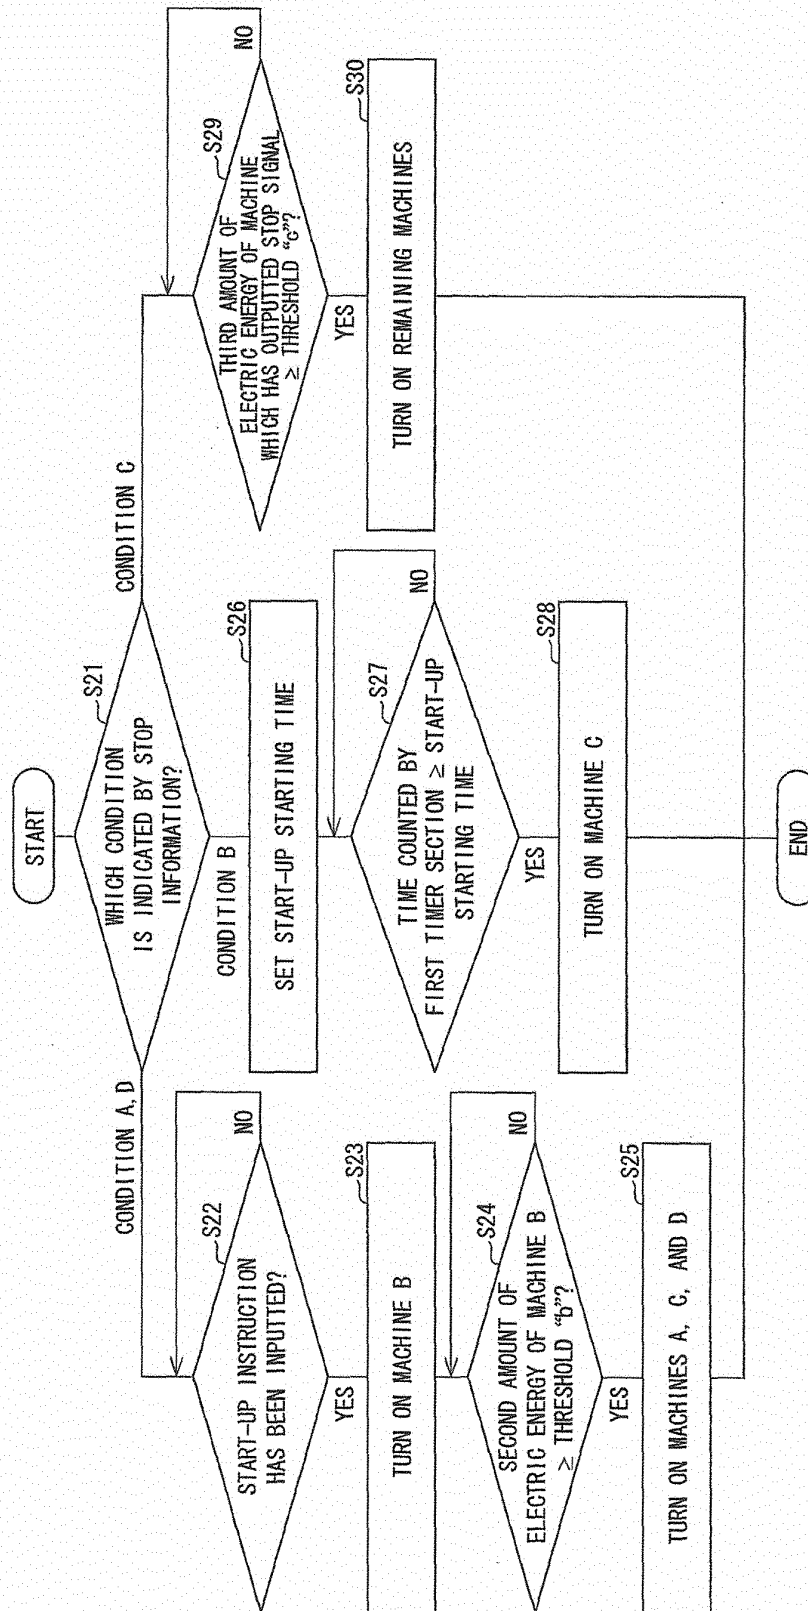 START
WHICH CONDITION
IS INDICATED BY STOP
INFORMATION?
S21
CONDITION A, D
START-UP INSTRUCTION
HAS BEEN INPUTTED?
S22
NO
YES
TURN ON MACHINE B
S23
SECOND AMOUNT OF
ELECTRIC ENERGY OF MACHINE B
≥ THRESHOLD "b"?
S24
NO
YES
TURN ON MACHINES A, C, AND D
S25
CONDITION B
SET START-UP STARTING TIME
S26
TIME COUNTED BY
FIRST TIMER SECTION ≥ START-UP
STARTING TIME
S27
NO
YES
TURN ON MACHINE C
S28
CONDITION C
THIRD AMOUNT OF
ELECTRIC ENERGY OF MACHINE
WHICH HAS OUTPUTTED STOP SIGNAL
≥ THRESHOLD "c"?
S29
NO
YES
TURN ON REMAINING MACHINES
S30
END